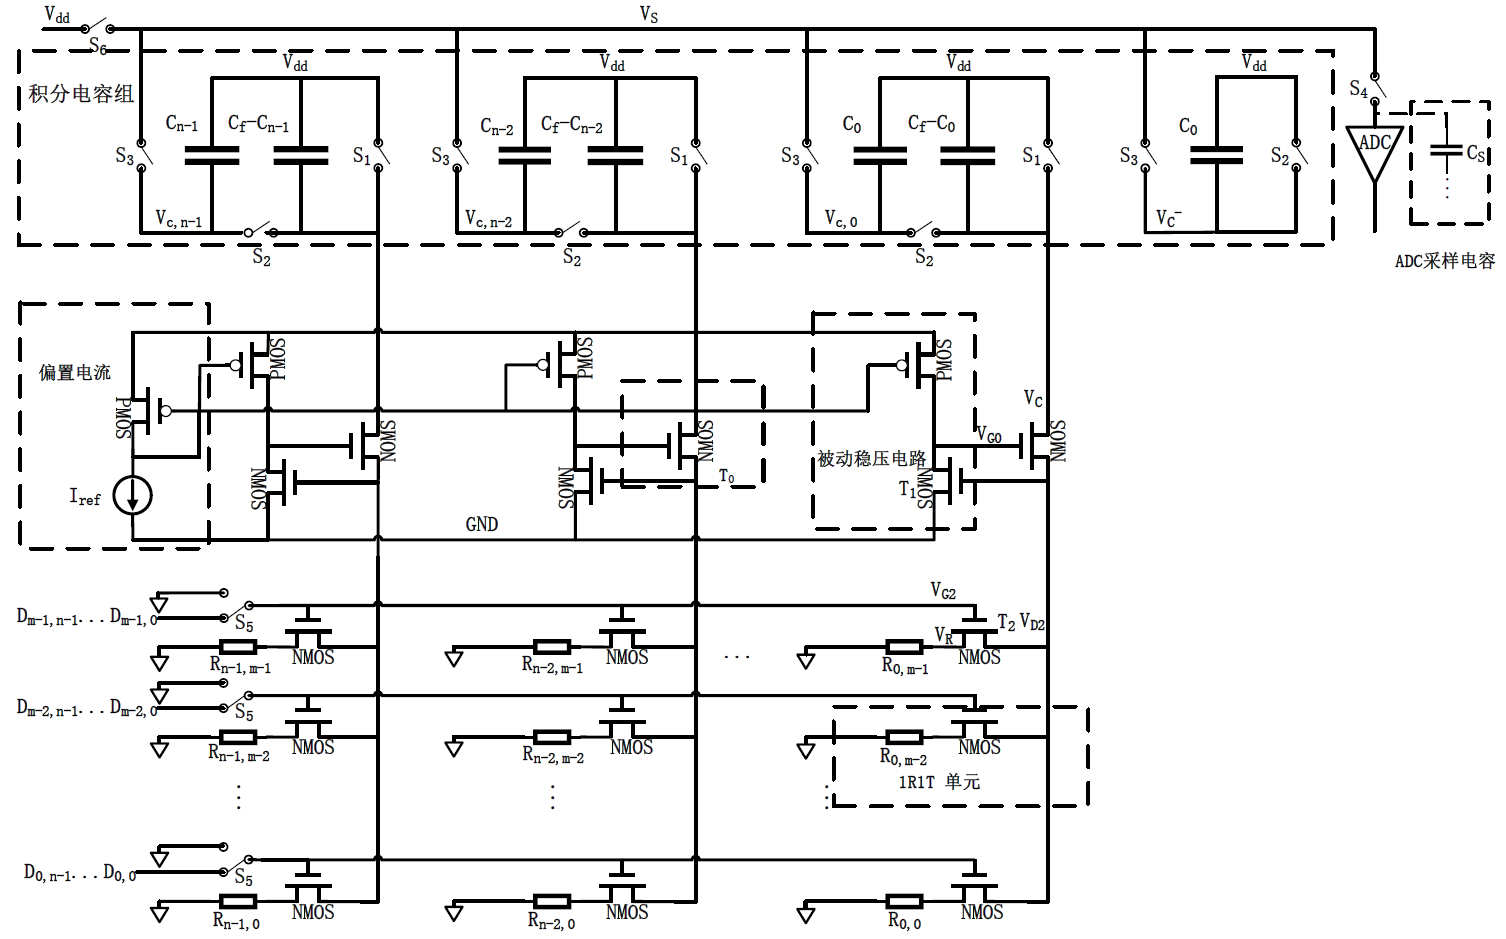 Vdd
VS
S6
积分电容组
Vdd
Vdd
Vdd
Vdd
S4
Cn-1
Cf-Cn-1
Cn-2
Cf-Cn-2
C0
Cf-C0
C0
S3
S1
S3
S1
S3
S1
S3
S2
ADC
CS
Vc,n-1
Vc,n-2
Vc,0
VC-
S2
S2
S2
ADC采样电容
偏置电流
PMOS
PMOS
PMOS
PMOS
VC
VG0
NMOS
NMOS
NMOS
被动稳压电路
Iref
NMOS
NMOS
T0
T1
NMOS
GND
Dm-1,n-1...Dm-1,0
S5
VG2
T2
VD2
VR
Rn-1,m-1
NMOS
Rn-2,m-1
NMOS
...
R0,m-1
NMOS
Dm-2,n-1...Dm-2,0
S5
Rn-1,m-2
NMOS
Rn-2,m-2
NMOS
R0,m-2
NMOS
1R1T 单元
D0,n-1...D0,0
S5
Rn-1,0
NMOS
Rn-2,0
NMOS
R0,0
NMOS